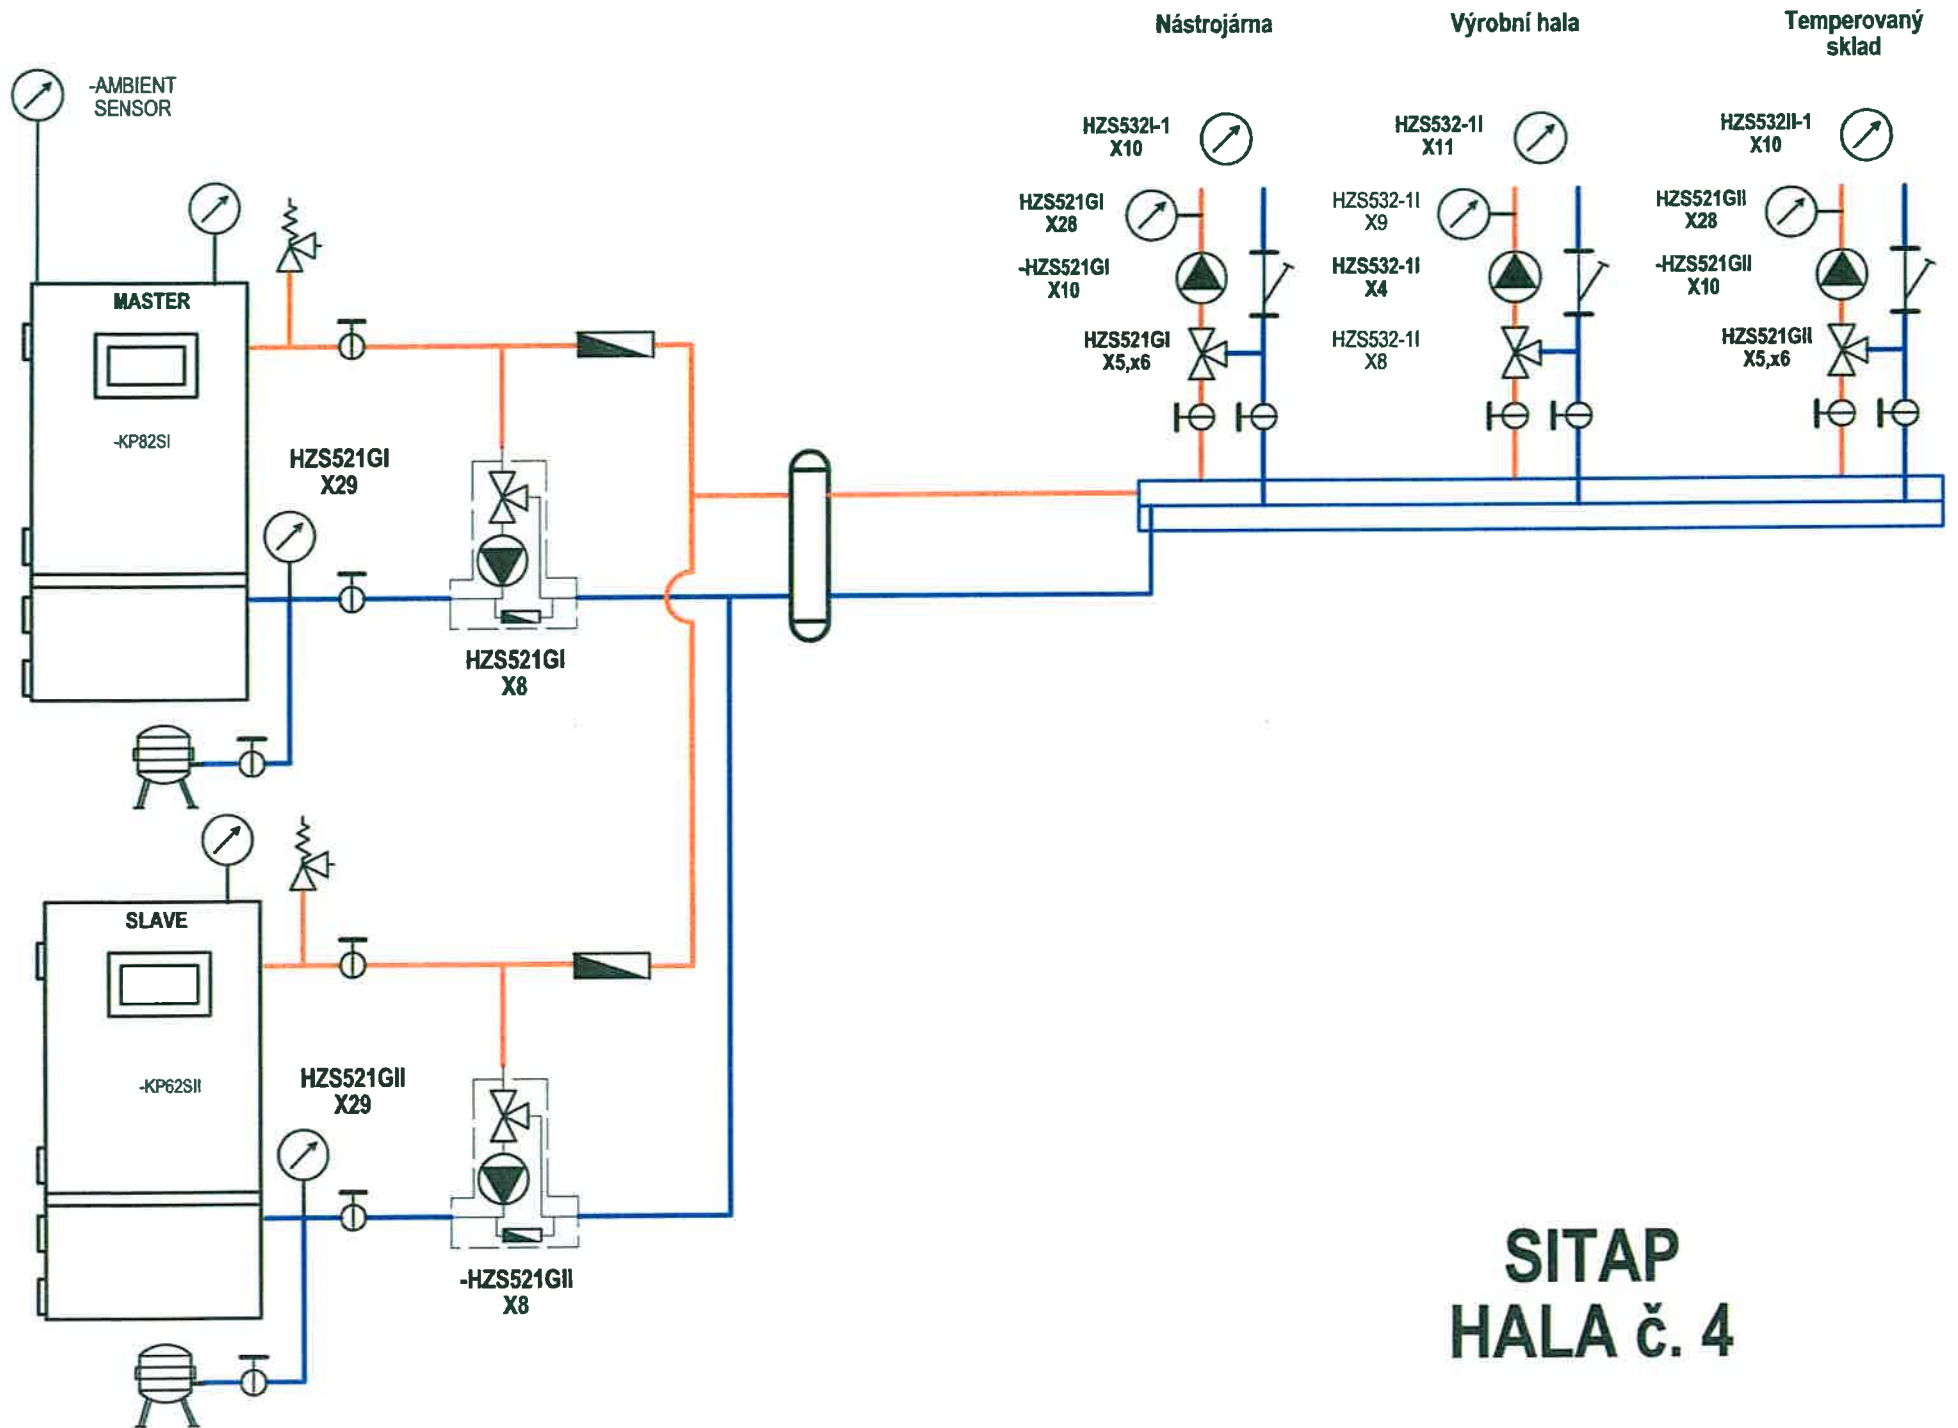 Nástrojárna
Výrobní hala
Temperovaný
sklad
-AMBIENT
SENSOR
HZS532I-1
X10
HZS532-1I
X11
HZS532II-1
X10
HZS521GI
X28
HZS532-1I
X9
HZS521GII
X28
-HZS521GI
X10
HZS532-1I
X4
-HZS521GII
X10
HZS521GI
X5,x6
HZS532-1I
X8
HZS521GII
X5,x6
MASTER
-KP82SI
HZS521GI
X29
HZS521GI
X8
SLAVE
-KP62SII
HZS521GII
X29
-HZS521GII
X8
SITAP
HALA č. 4